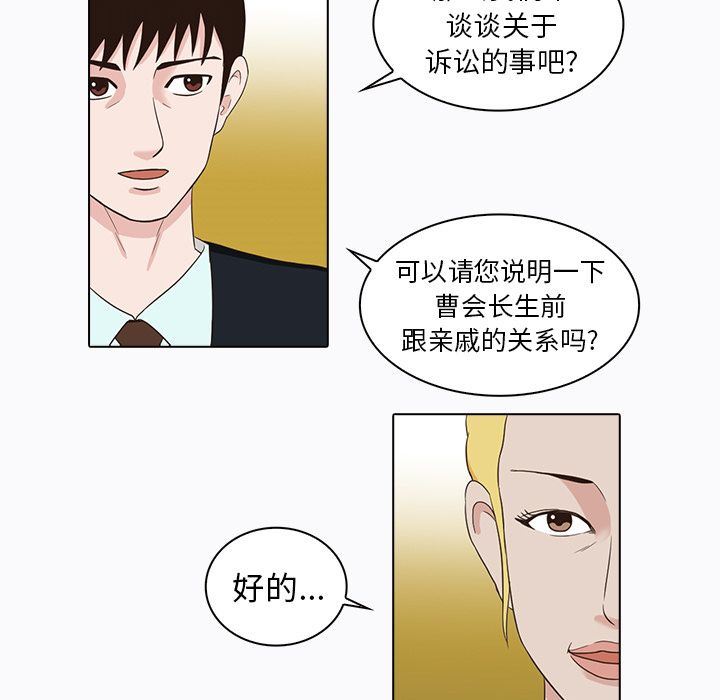 谈谈关于
诉讼的事吧?
可以请您说明一下
曹会长生前
跟亲戚的关系吗?
好的...